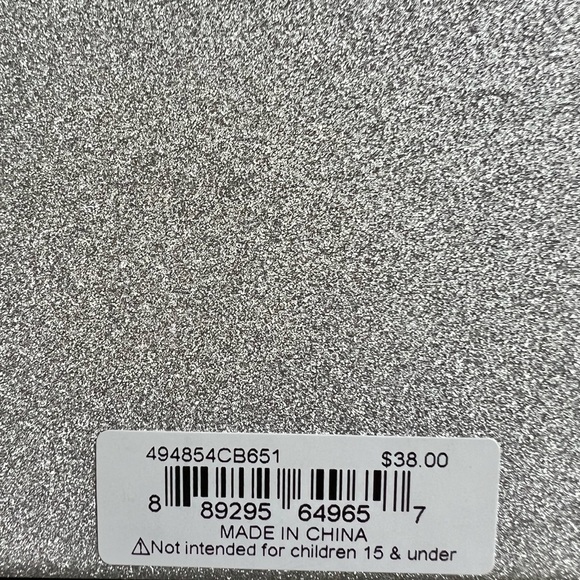 494854CB651 $38.00
8 89295 64965 7
MADE IN CHINA
⚠Not intended for children 15 & under